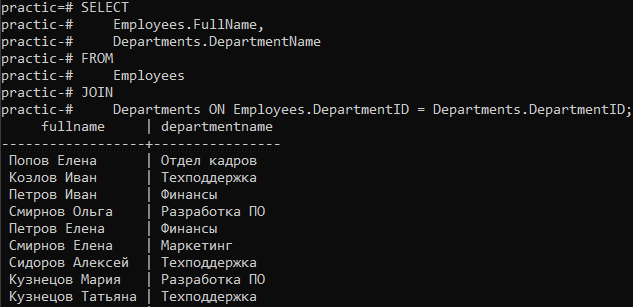 practic=# SELECT
practic-#     Employees.FullName,
practic-#     Departments.DepartmentName
practic-# FROM
practic-#     Employees
practic-# JOIN
practic-#     Departments ON Employees.DepartmentID = Departments.DepartmentID;
     fullname     | departmentname
------------------+----------------
 Попов Елена      | Отдел кадров
 Козлов Иван      | Техподдержка
 Петров Иван      | Финансы
 Смирнов Ольга    | Разработка ПО
 Петров Елена     | Финансы
 Смирнов Елена    | Маркетинг
 Сидоров Алексей  | Техподдержка
 Кузнецов Мария   | Разработка ПО
 Кузнецов Татьяна | Техподдержка